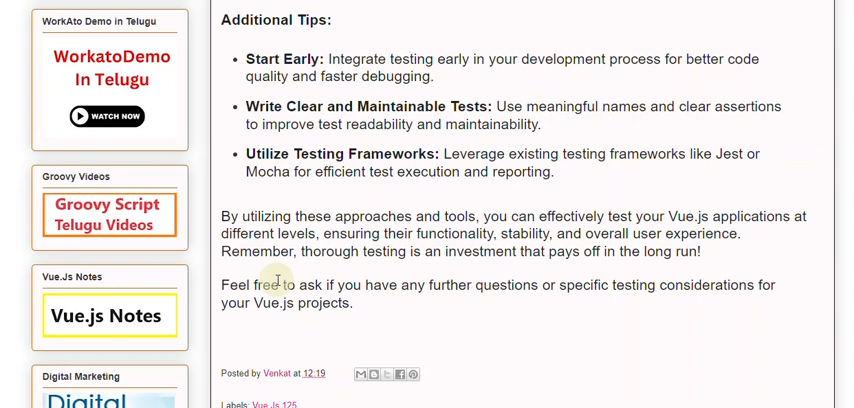 WorkAto Demo in Telugu
WorkatoDemo
In Telugu
WATCH NOW
Groovy Videos
Groovy Script
Telugu Videos
Vue.Js Notes
Vue.js Notes
Digital Marketing
Digital
Additional Tips:
Start Early: Integrate testing early in your development process for better code
quality and faster debugging.
Write Clear and Maintainable Tests: Use meaningful names and clear assertions
to improve test readability and maintainability.
Utilize Testing Frameworks: Leverage existing testing frameworks like Jest or
Mocha for efficient test execution and reporting.
By utilizing these approaches and tools, you can effectively test your Vue.js applications at
different levels, ensuring their functionality, stability, and overall user experience.
Remember, thorough testing is an investment that pays off in the long run!
Feel free to ask if you have any further questions or specific testing considerations for
your Vue.js projects.
Posted by Venkat at 12:19
Labels: Vue Js 125